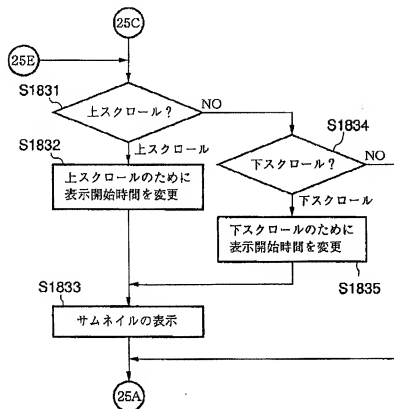 25C
25E
S1831
上スクロール?
NO
S1834
上スクロール
S1832
下スクロール?
NO
上スクロールのために
表示開始時間を変更
下スクロール
下スクロールのために
表示開始時間を変更
S1833
S1835
サムネイルの表示
25A